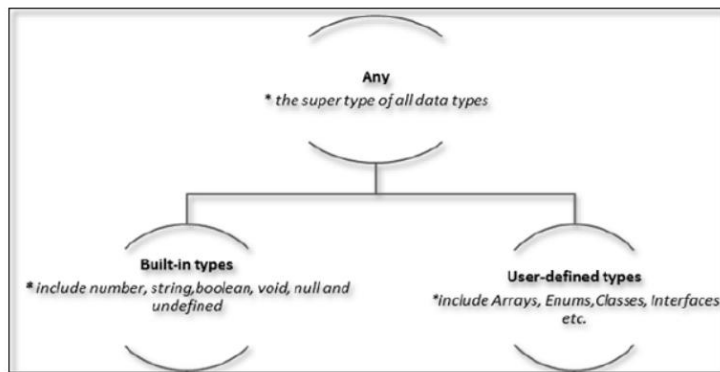 Any
* the super type of all data types
Built-in types
* include number, string,boolean, void, null and
undefined
User-defined types
*include Arrays, Enums,Classes, Interfaces
etc.